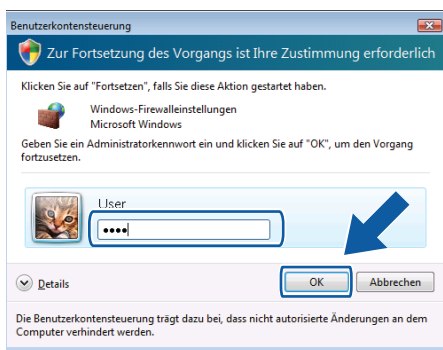 Benutzerkontensteuerung
Zur Fortsetzung des Vorgangs ist Ihre Zustimmung erforderlich
Klicken Sie auf "Fortsetzen", falls Sie diese Aktion gestartet haben.
Windows-Firewalleinstellungen
Microsoft Windows
Geben Sie ein Administratorkennwort ein und klicken Sie auf "OK", um den Vorgang
fortzusetzen.
User
••••
Details
OK
Abbrechen
Die Benutzerkontensteuerung trägt dazu bei, dass nicht autorisierte Änderungen an dem
Computer verhindert werden.